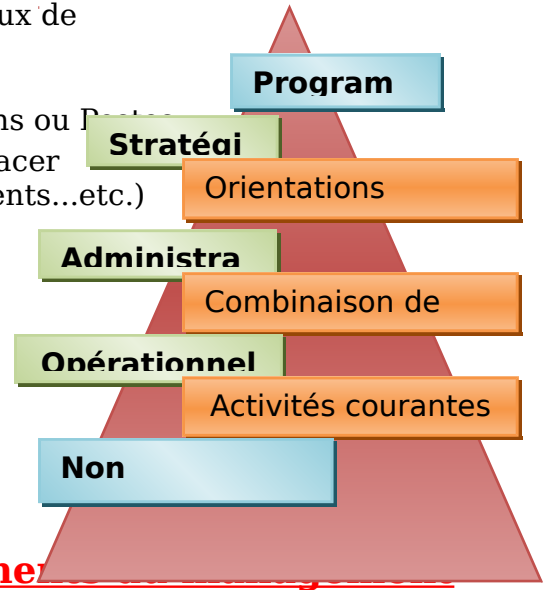 ux de
Program
ns ou
Stratégi
acer
Orientations
ents...etc.)
Administra
Combinaison de
Opérationnel
Activités courantes
Non